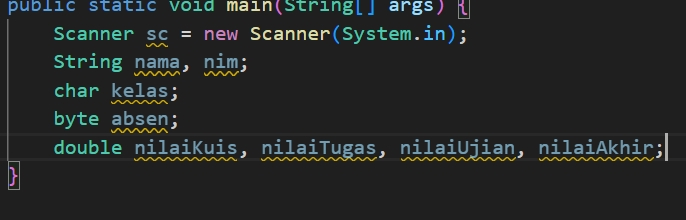 public static void main(String[] args) {
Scanner sc = new Scanner(System.in);
String nama, nim;
char kelas;
byte absen;
double nilaiKuis, nilaiTugas, nilaiUjian, nilaiAkhir;
}